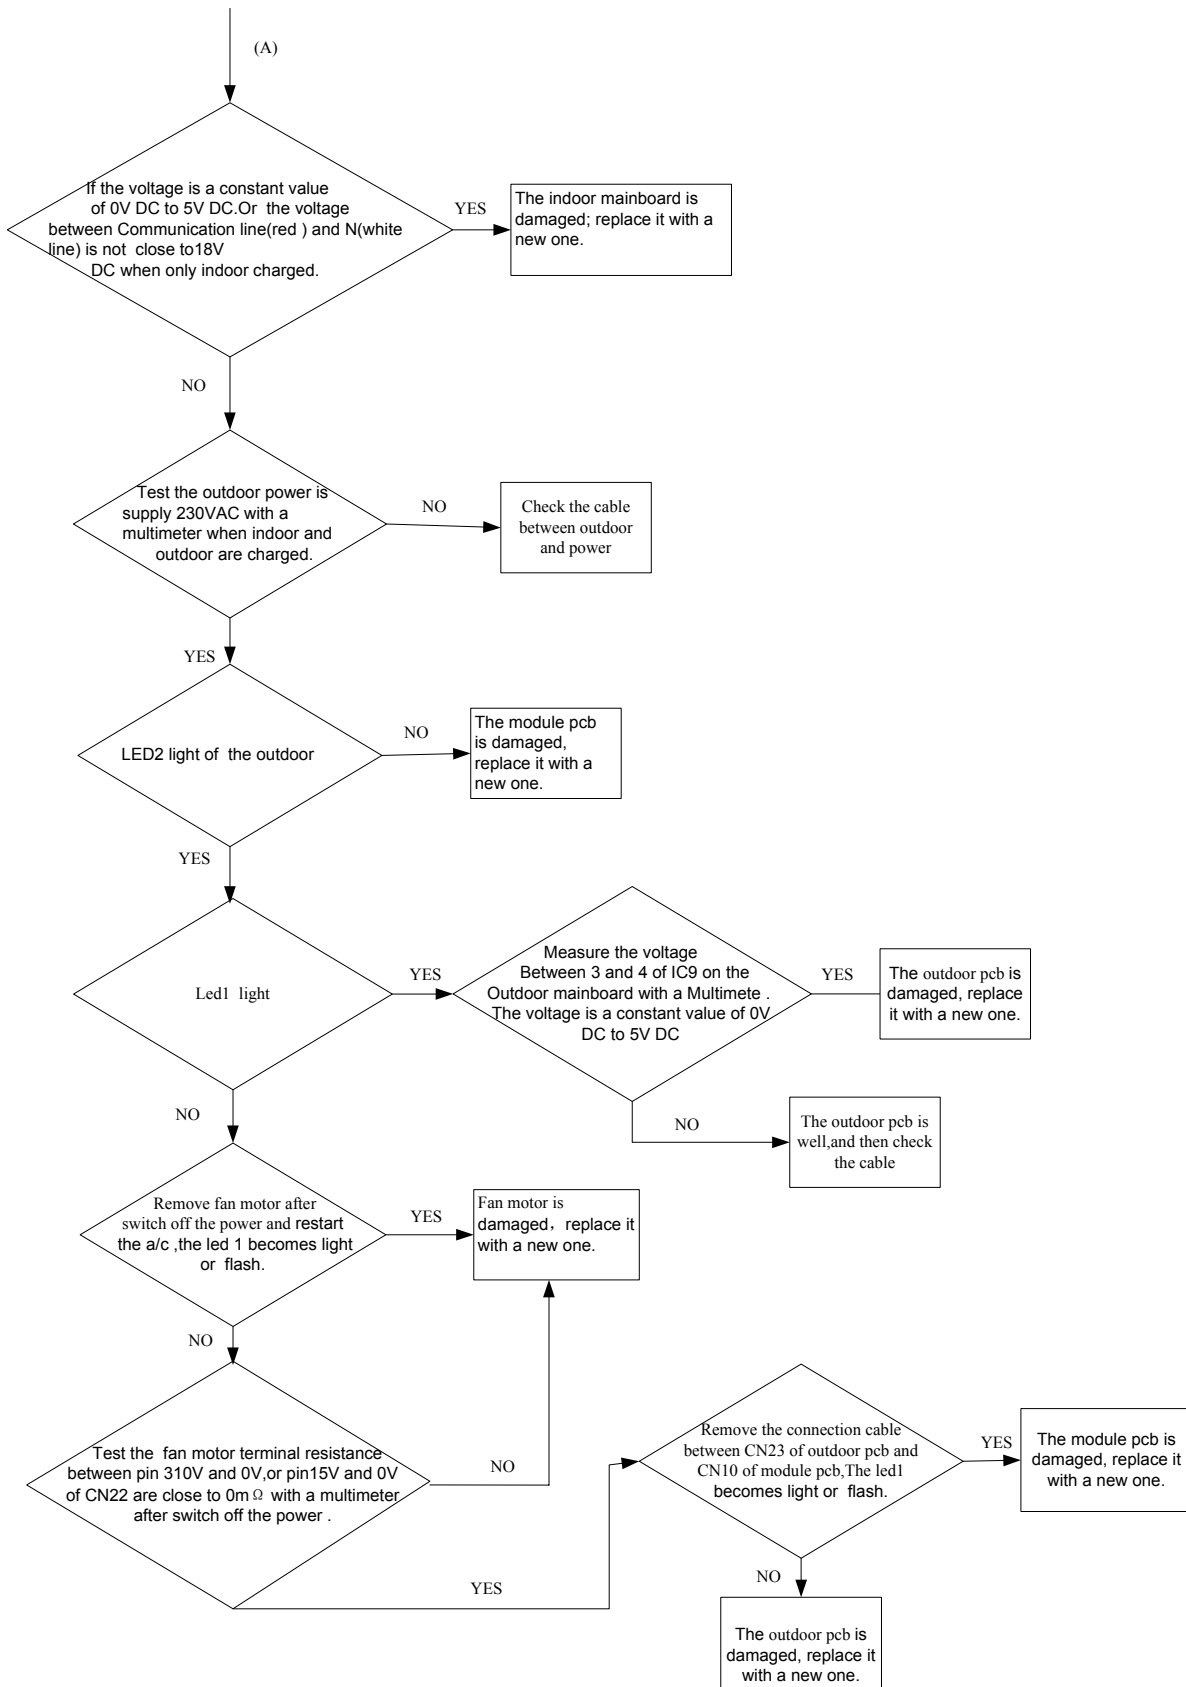 (A)
If the voltage is a constant value
of 0V DC to 5V DC.Or the voltage
between Communication line(red ) and N(white
line) is not close to18V
DC when only indoor charged.
YES
The indoor mainboard is
damaged; replace it with a
new one.
NO
Test the outdoor power is
supply 230VAC with a
multimeter when indoor and
outdoor are charged.
NO
Check the cable
between outdoor
and power
YES
LED2 light of the outdoor
NO
The module pcb
is damaged,
replace it with a
new one.
YES
Led1 light
YES
Measure the voltage
Between 3 and 4 of IC9 on the
Outdoor mainboard with a Multimete .
The voltage is a constant value of 0V
DC to 5V DC
YES
The outdoor pcb is
damaged, replace
it with a new one.
NO
The outdoor pcb is
well,and then check
the cable
NO
Remove fan motor after
switch off the power and restart
the a/c ,the led 1 becomes light
or flash.
YES
Fan motor is
damaged，replace it
with a new one.
NO
Test the fan motor terminal resistance
between pin 310V and 0V,or pin15V and 0V
of CN22 are close to 0mΩ with a multimeter
after switch off the power .
NO
YES
Remove the connection cable
between CN23 of outdoor pcb and
CN10 of module pcb,The led1
becomes light or flash.
YES
The module pcb is
damaged, replace it
with a new one.
NO
The outdoor pcb is
damaged, replace it
with a new one.